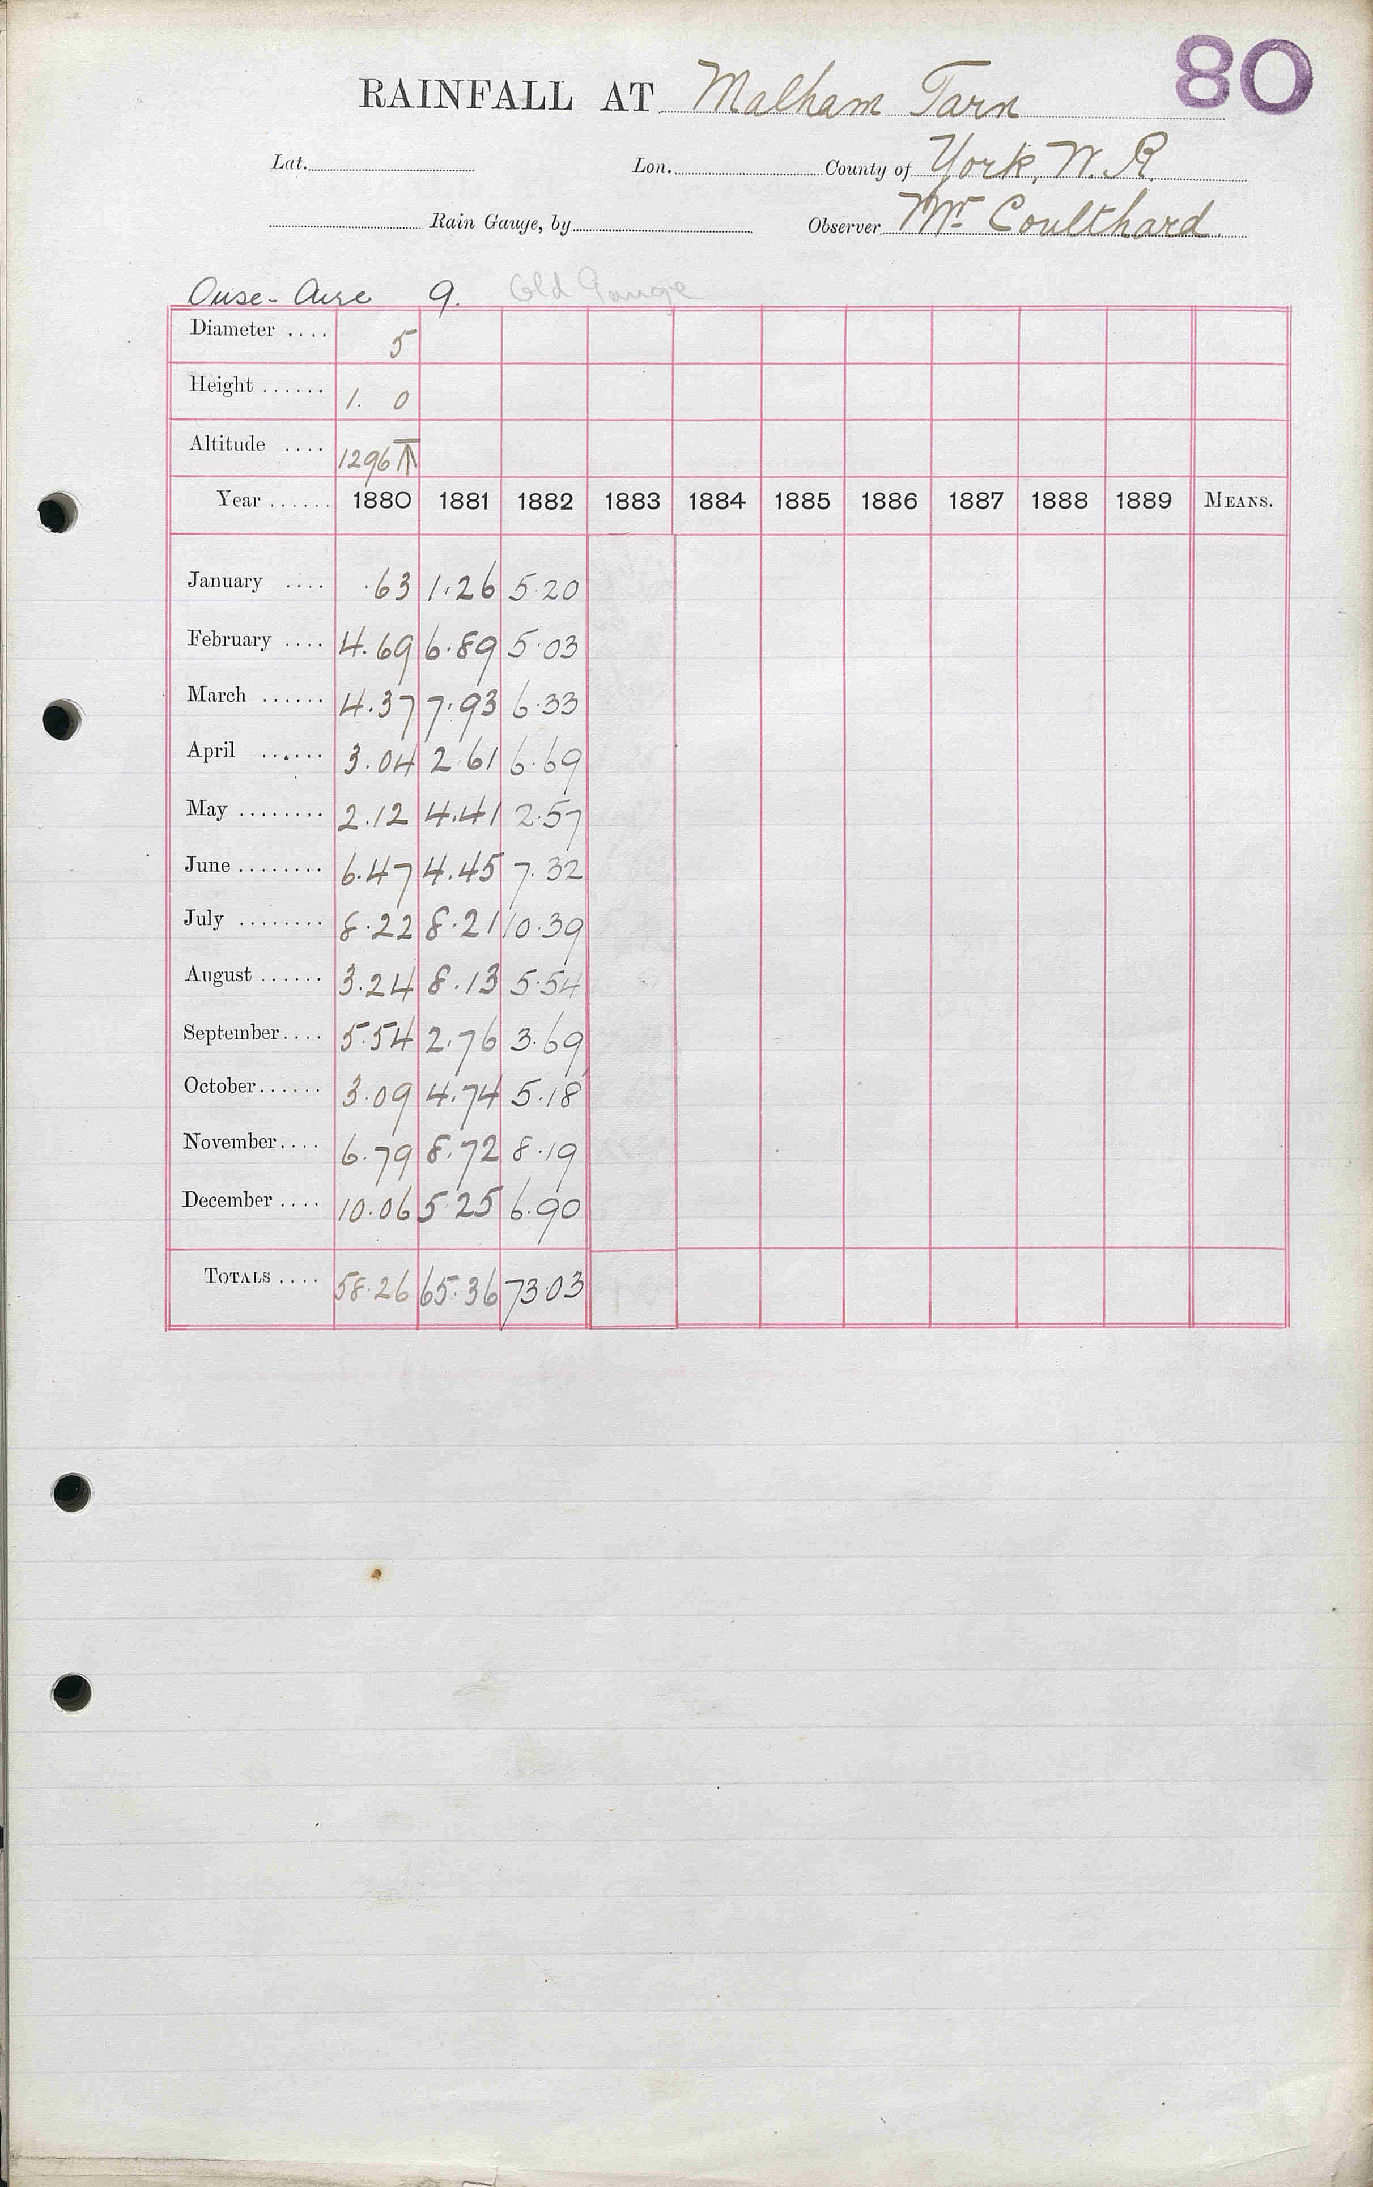 80
RAINFALL AT Malham Tarn
Lat. Lon. County of York, W. R.
Rain Gauge, by Observer Mr Coulthard.
Ouse - Aire 9. Old Gauge
Diameter .... 5
Height ...... 1. 0
Altitude .... 1296 T
Year ...... 1880 1881 1882 1883 1884 1885 1886 1887 1888 1889 MEANS.
January .... .63 1.26 5.20
February .... 4.69 6.89 5.03
March ...... 4.37 7.93 6.33
April ...... 3.04 2.61 6.69
May ........ 2.12 4.41 2.57
June ........ 6.47 4.45 7.32
July ........ 8.22 8.21 10.39
August ...... 3.24 8.13 5.54
September .... 5.54 2.76 3.69
October ...... 3.09 4.74 5.18
November .... 6.79 8.72 8.19
December .... 10.06 5.25 6.90
TOTALS .... 58.26 65.36 73.03